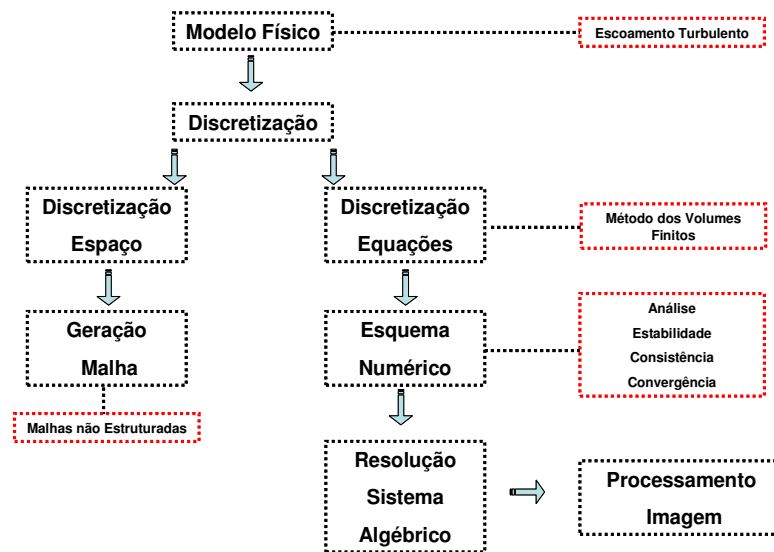 Modelo Físico
Escoamento Turbulento
Discretização
Discretização
Espaço
Discretização
Equações
Método dos Volumes
Finitos
Geração
Malha
Esquema
Numérico
Análise
Estabilidade
Consistência
Convergência
Malhas não Estruturadas
Resolução
Sistema
Algébrico
Processamento
Imagem